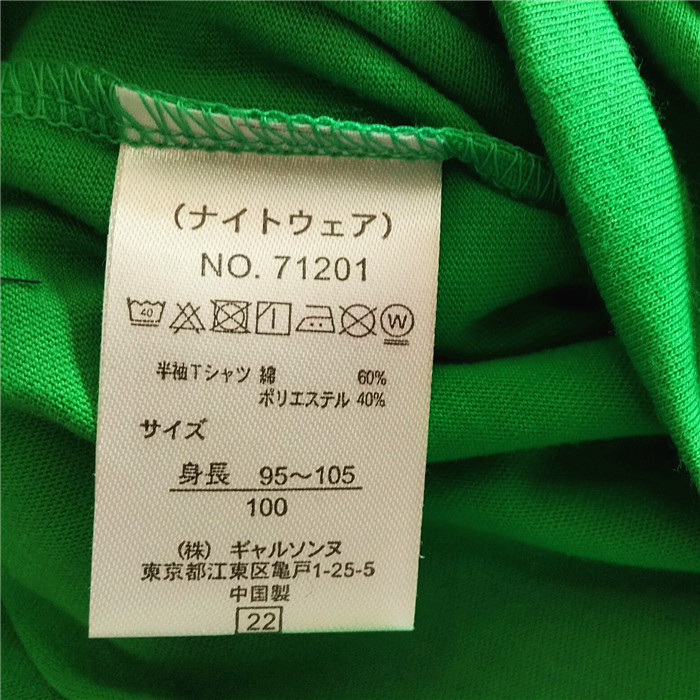 (ナイトウェア)
NO. 71201
40 W
半袖Tシャツ 綿 60%
ポリエステル 40%
サイズ
身長 95~105
100
(株) ギャルソンヌ
東京都江東区亀戸1-25-5
中国製
22